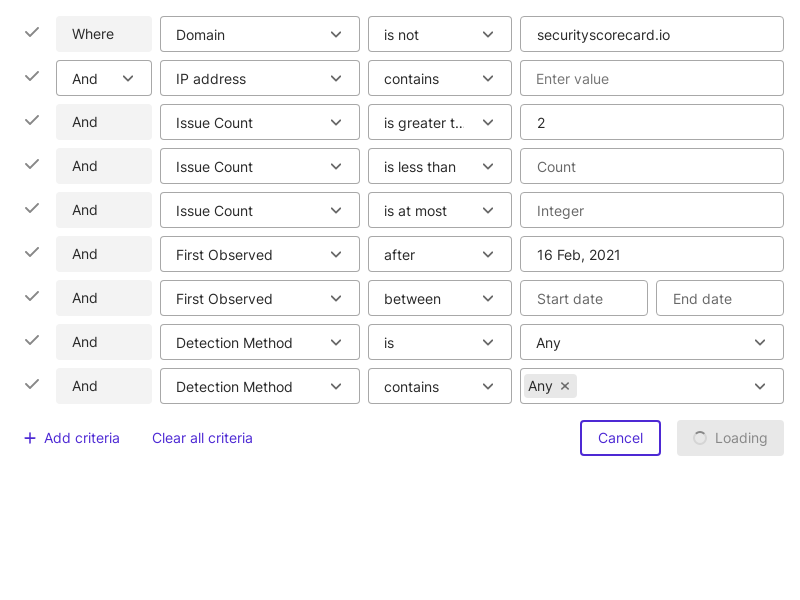 Where Domain is not securityscorecard.io
And IP address contains Enter value
And Issue Count is greater t... 2
And Issue Count is less than Count
And Issue Count is at most Integer
And First Observed after 16 Feb, 2021
And First Observed between Start date End date
And Detection Method is Any
And Detection Method contains Any
Add criteria Clear all criteria Cancel Loading